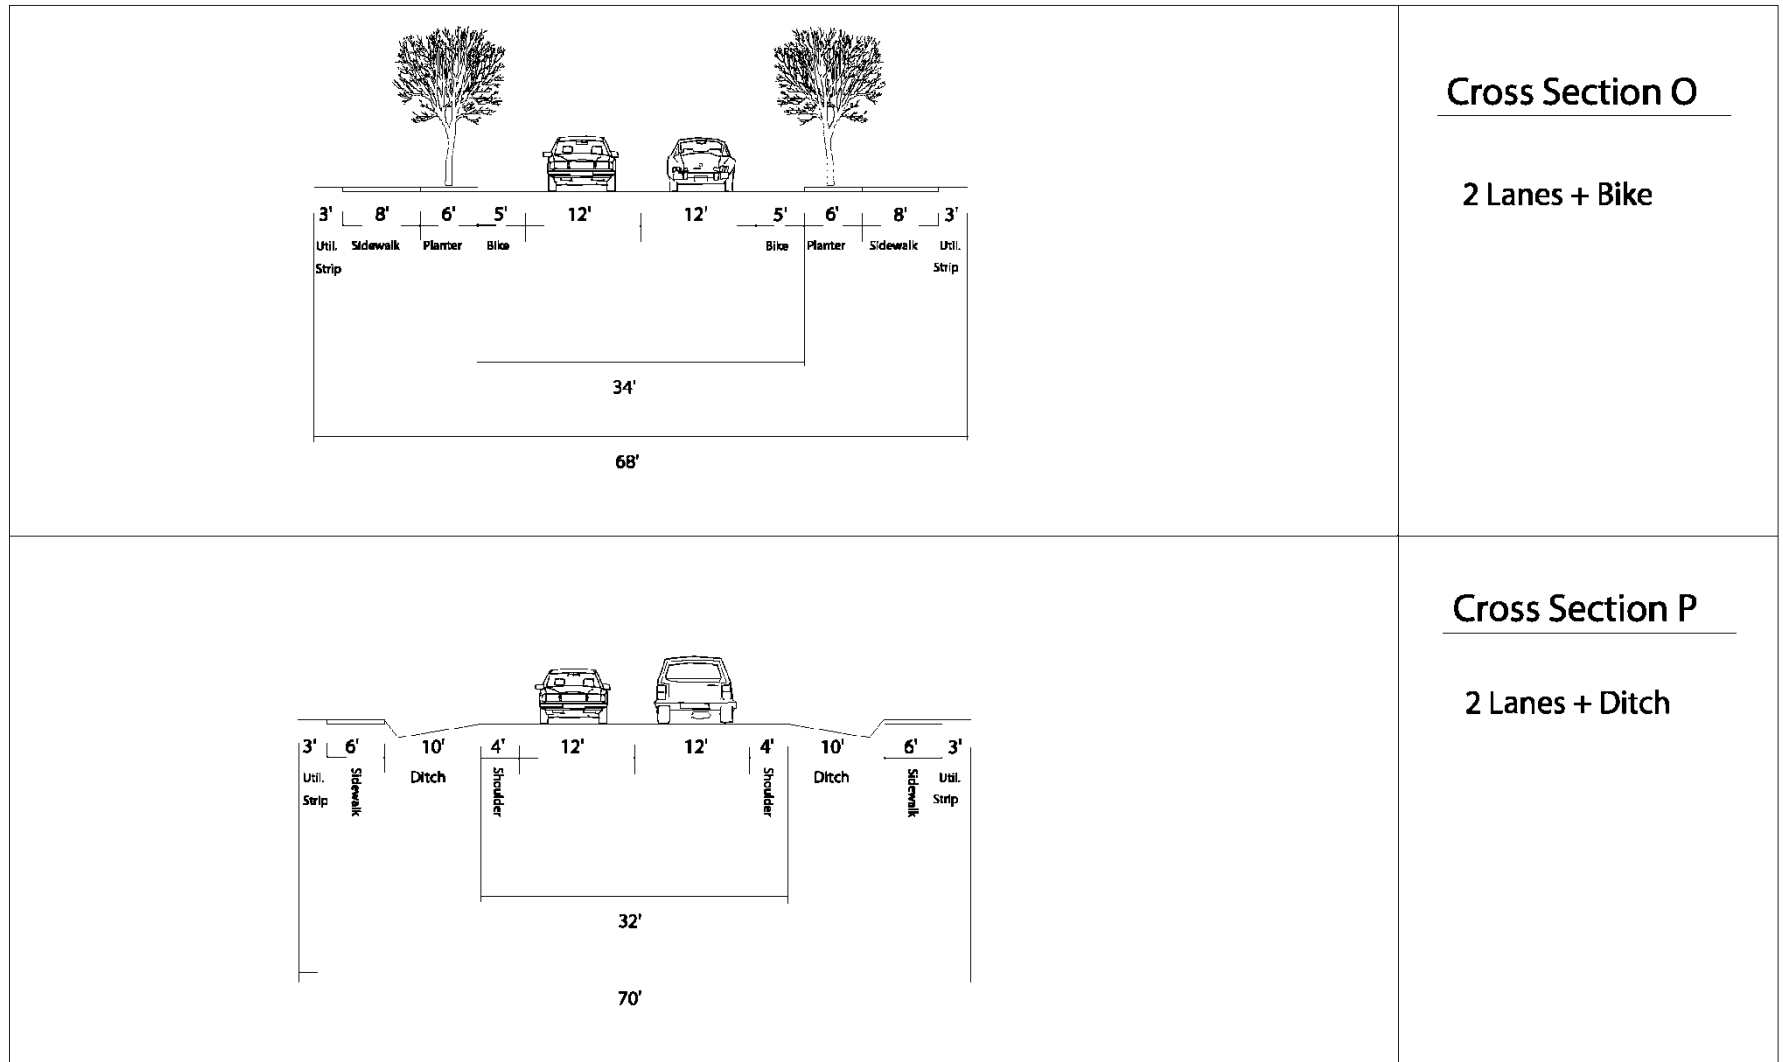 Cross Section O
2 Lanes + Bike
3' 8' 6' 5' 12' 12' 5' 6' 8' 3'
Util. Sidewalk Planter Bike Bike Planter Sidewalk Util.
Strip Strip
34'
68'
Cross Section P
2 Lanes + Ditch
3' 6' 10' 4' 12' 12' 4' 10' 6' 3'
Util. Sidewalk Ditch Shoulder Shoulder Ditch Sidewalk Util.
Strip Strip
32'
70'